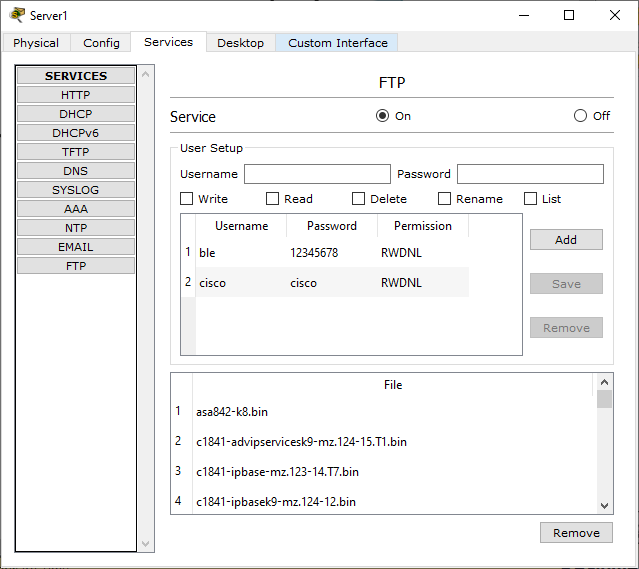 Server1
Physical Config Services Desktop Custom Interface
SERVICES
HTTP
DHCP
DHCPv6
TFTP
DNS
SYSLOG
AAA
NTP
EMAIL
FTP
FTP
Service On Off
User Setup
Username Password
Write Read Delete Rename List
Username Password Permission
1 ble 12345678 RWDNL
2 cisco cisco RWDNL
Add
Save
Remove
File
1 asa842-k8.bin
2 c1841-advipservicesk9-mz.124-15.T1.bin
3 c1841-ipbase-mz.123-14.T7.bin
4 c1841-ipbasek9-mz.124-12.bin
Remove